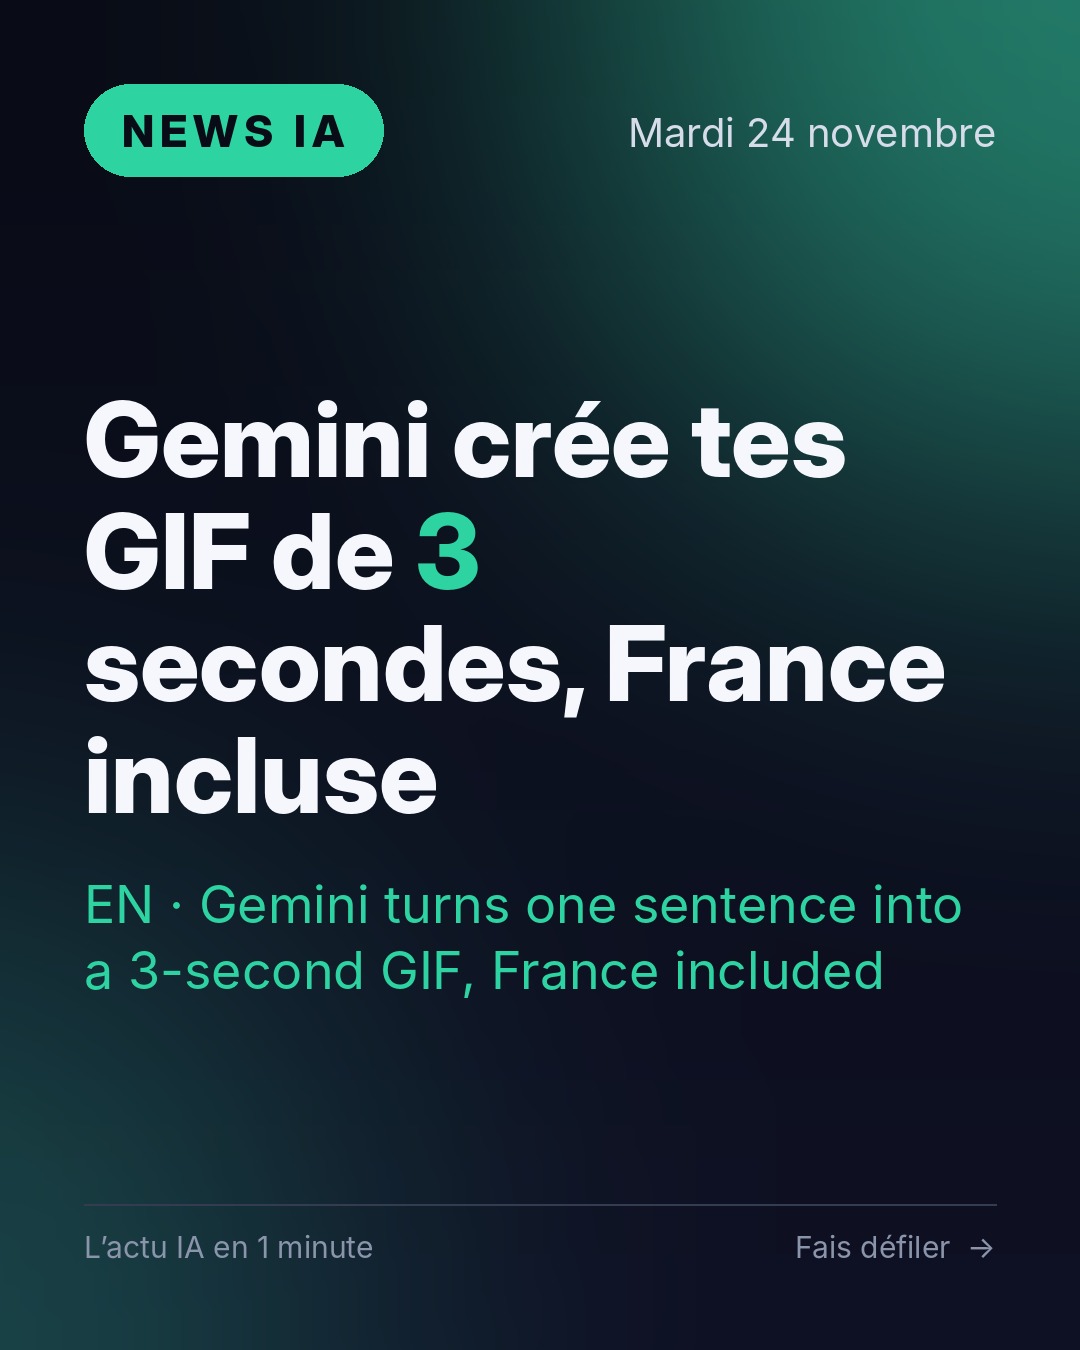 NEWS IA
Mardi 24 novembre
Gemini crée tes
GIF de 3
secondes, France
incluse
EN · Gemini turns one sentence into
a 3-second GIF, France included
L’actu IA en 1 minute
Fais défiler →